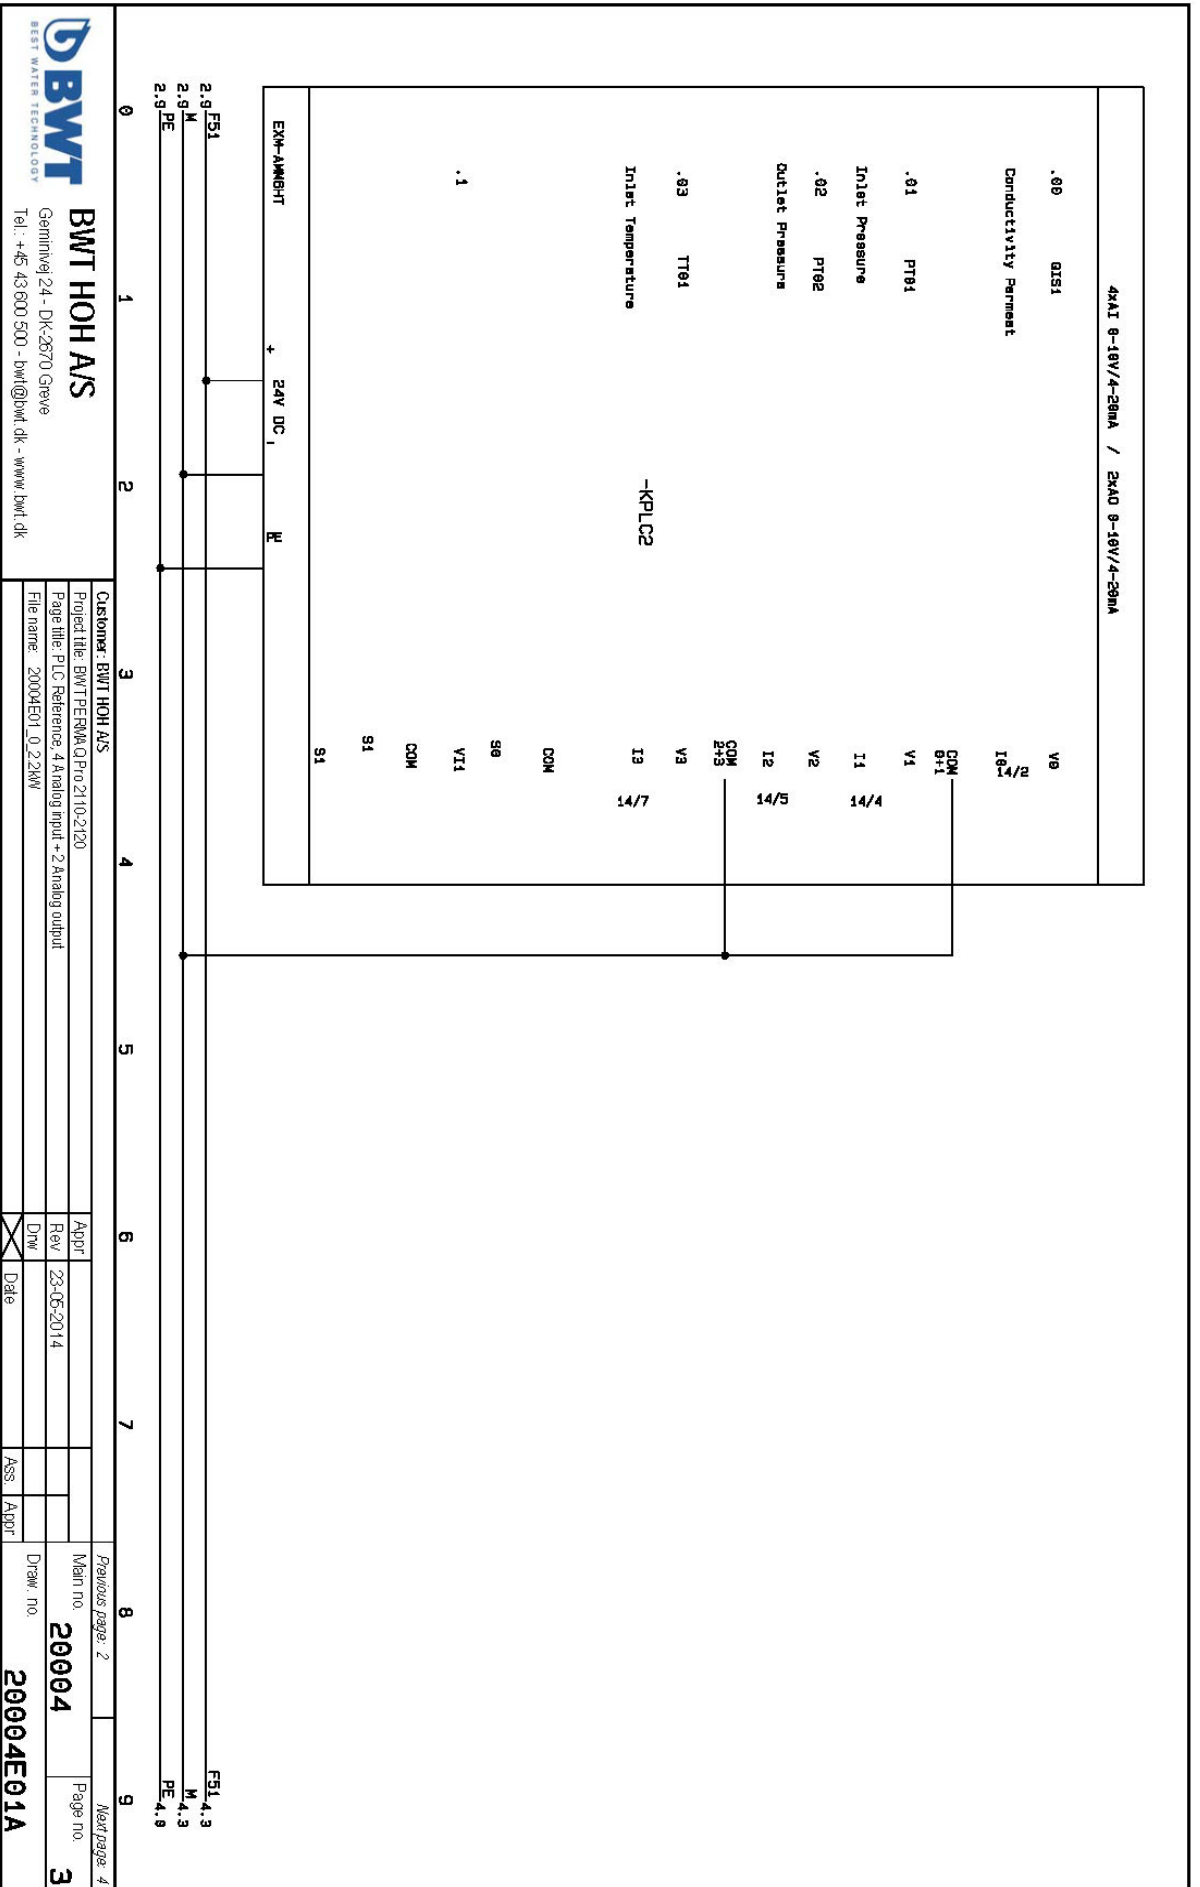 4xAI 0-10V/4-20mA / 2xAO 0-10V/4-20mA
.00 QIS1
Conductivity Permeat
.01 PT01
Inlet Pressure
.02 PT02
Outlet Pressure
.03 TT01
Inlet Temperature
.1
-KPLC2
V0
I0
14/2
COM
0+1
V1
I1
14/4
V2
I2
14/5
COM
2+3
V3
I3
14/7
COM
S0
VI1
COM
S1
S1
EXM-AMM6HT
+ 24V DC -
PE
2.9 F51
2.9 M
2.9 PE
F51 4.3
M 4.3
PE 4.9
0 1 2 3 4 5 6 7 8 9
BWT
BEST WATER TECHNOLOGY
BWT HOH A/S
Geminivej 24 - DK-2670 Greve
Tel.: +45 43 600 500 - bwt@bwt.dk - www.bwt.dk
Customer: BWT HOH A/S
Project title: BWT PERMAQ Pro 2110-2120
Page title: PLC Reference, 4 Analog input + 2 Analog output
File name: 20004E01_0_2.2kW
Appr
Rev 23-05-2014
Drw
Date Ass. Appr
Previous page: 2
Next page: 4
Main no. 20004
Page no. 3
Draw. no. 20004E01A